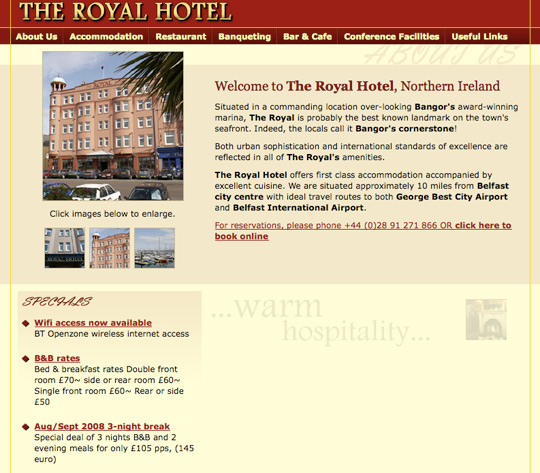 THE ROYAL HOTEL
About Us Accommodation Restaurant Banqueting Bar & Cafe Conference Facilities Useful Links
ABOUT US
Welcome to The Royal Hotel, Northern Ireland
Situated in a commanding location over-looking Bangor's award-winning
marina, The Royal is probably the best known landmark on the town's
seafront. Indeed, the locals call it Bangor's cornerstone!
Both urban sophistication and international standards of excellence are
reflected in all of The Royal's amenities.
The Royal Hotel offers first class accommodation accompanied by
excellent cuisine. We are situated approximately 10 miles from Belfast
city centre with ideal travel routes to both George Best City Airport
and Belfast International Airport.
For reservations, please phone +44 (0)28 91 271 866 OR click here to
book online
Click images below to enlarge.
SPECIALS
Wifi access now available
BT Openzone wireless internet access
B&B rates
Bed & breakfast rates Double front
room £70~ side or rear room £60~
Single front room £60~ Rear or side
£50
Aug/Sept 2008 3-night break
Special deal of 3 nights B&B and 2
evening meals for only £105 pps, (145
euro)
...warm
hospitality...